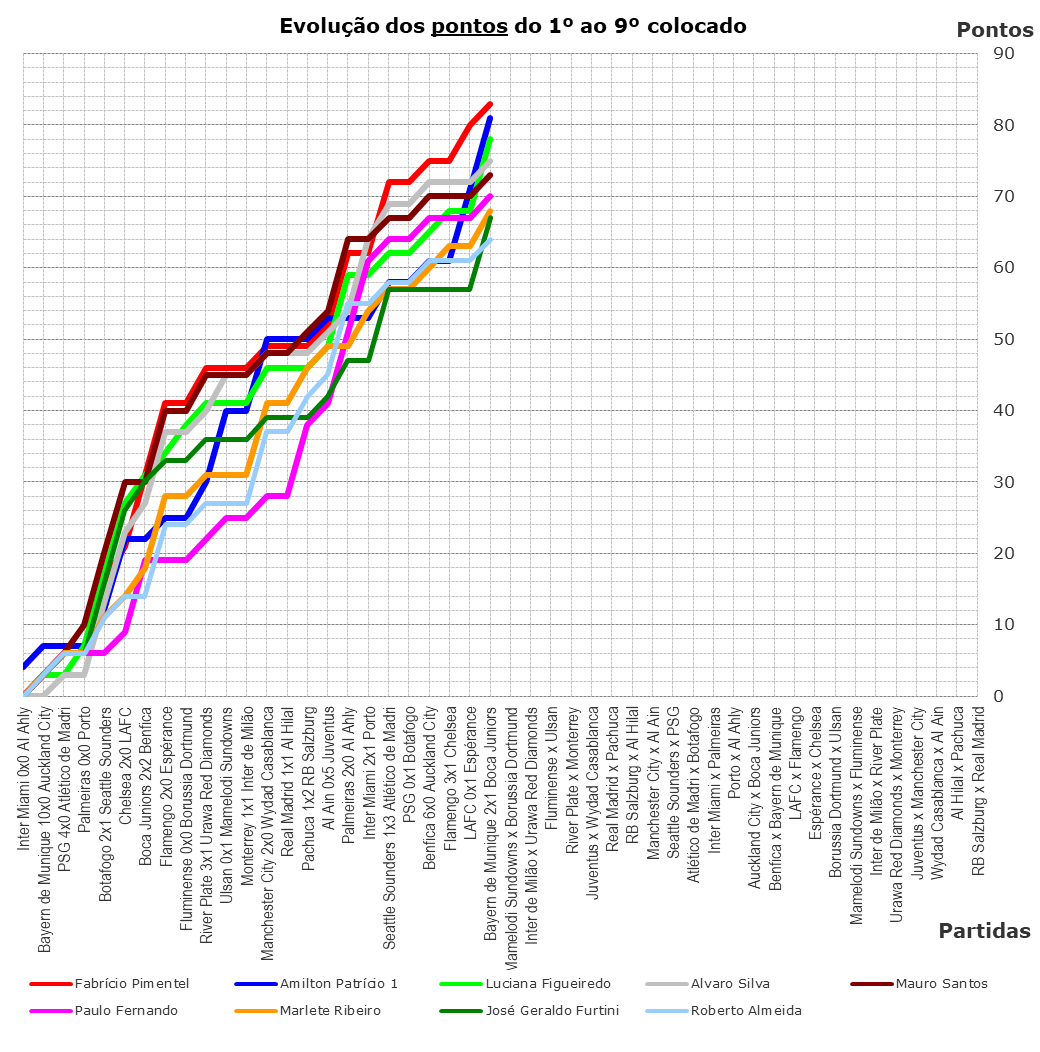 Evolução dos pontos do 1º ao 9º colocado
Pontos
90
80
70
60
50
40
30
20
10
0
Inter Miami 0x0 Al Ahly
Bayern de Munique 10x0 Auckland City
PSG 4x0 Atlético de Madri
Palmeiras 0x0 Porto
Botafogo 2x1 Seattle Sounders
Chelsea 2x0 LAFC
Boca Juniors 2x2 Benfica
Flamengo 2x0 Espérance
Fluminense 0x0 Borussia Dortmund
River Plate 3x1 Urawa Red Diamonds
Ulsan 0x1 Mamelodi Sundowns
Monterrey 1x1 Inter de Milão
Manchester City 2x0 Wydad Casablanca
Real Madrid 1x1 Al Hilal
Pachuca 1x2 RB Salzburg
Al Ain 0x5 Juventus
Palmeiras 2x0 Al Ahly
Inter Miami 2x1 Porto
Seattle Sounders 1x3 Atlético de Madri
PSG 0x1 Botafogo
Benfica 6x0 Auckland City
Flamengo 3x1 Chelsea
LAFC 0x1 Espérance
Bayern de Munique 2x1 Boca Juniors
Mamelodi Sundowns x Borussia Dortmund
Inter de Milão x Urawa Red Diamonds
Fluminense x Ulsan
River Plate x Monterrey
Juventus x Wydad Casablanca
Real Madrid x Pachuca
RB Salzburg x Al Hilal
Manchester City x Al Ain
Seattle Sounders x PSG
Atlético de Madri x Botafogo
Inter Miami x Palmeiras
Porto x Al Ahly
Auckland City x Boca Juniors
Benfica x Bayern de Munique
LAFC x Flamengo
Espérance x Chelsea
Borussia Dortmund x Ulsan
Mamelodi Sundowns x Fluminense
Inter de Milão x River Plate
Urawa Red Diamonds x Monterrey
Juventus x Manchester City
Wydad Casablanca x Al Ain
Al Hilal x Pachuca
RB Salzburg x Real Madrid
Partidas
Fabrício Pimentel
Amilton Patrício 1
Luciana Figueiredo
Alvaro Silva
Mauro Santos
Paulo Fernando
Marlete Ribeiro
José Geraldo Furtini
Roberto Almeida